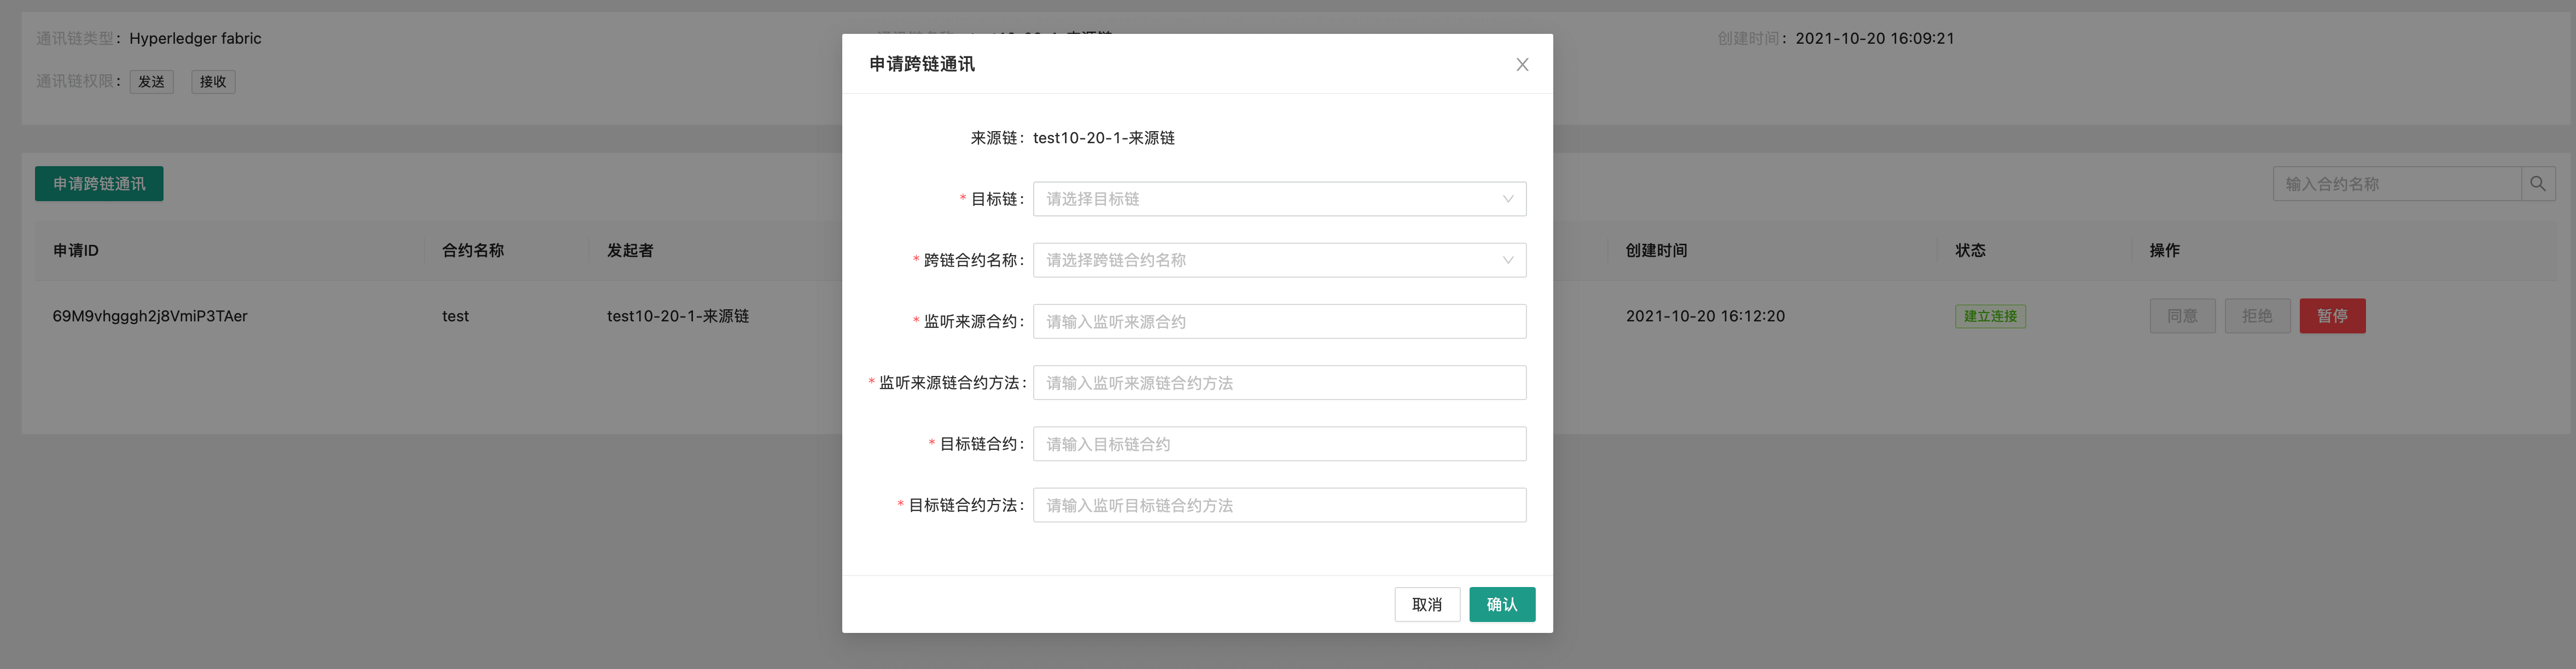 通讯链类型：Hyperledger fabric
创建时间：2021-10-20 16:09:21
通讯链权限：发送 接收
申请跨链通讯
输入合约名称
申请ID 合约名称 发起者 创建时间 状态 操作
69M9vhgggh2j8VmiP3TAer test test10-20-1-来源链 2021-10-20 16:12:20 建立连接 同意 拒绝 暂停
申请跨链通讯
来源链：test10-20-1-来源链
* 目标链：请选择目标链
* 跨链合约名称：请选择跨链合约名称
* 监听来源合约：请输入监听来源合约
* 监听来源链合约方法：请输入监听来源链合约方法
* 目标链合约：请输入目标链合约
* 目标链合约方法：请输入监听目标链合约方法
取消 确认